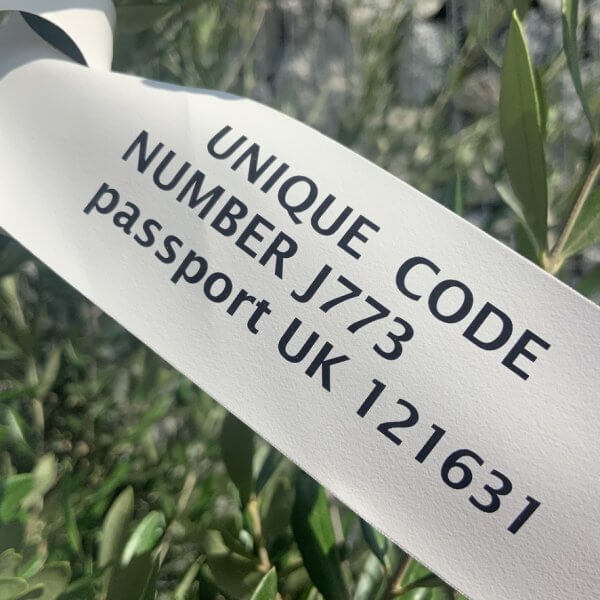 UNIQUE CODE
NUMBER J773
passport UK 121631